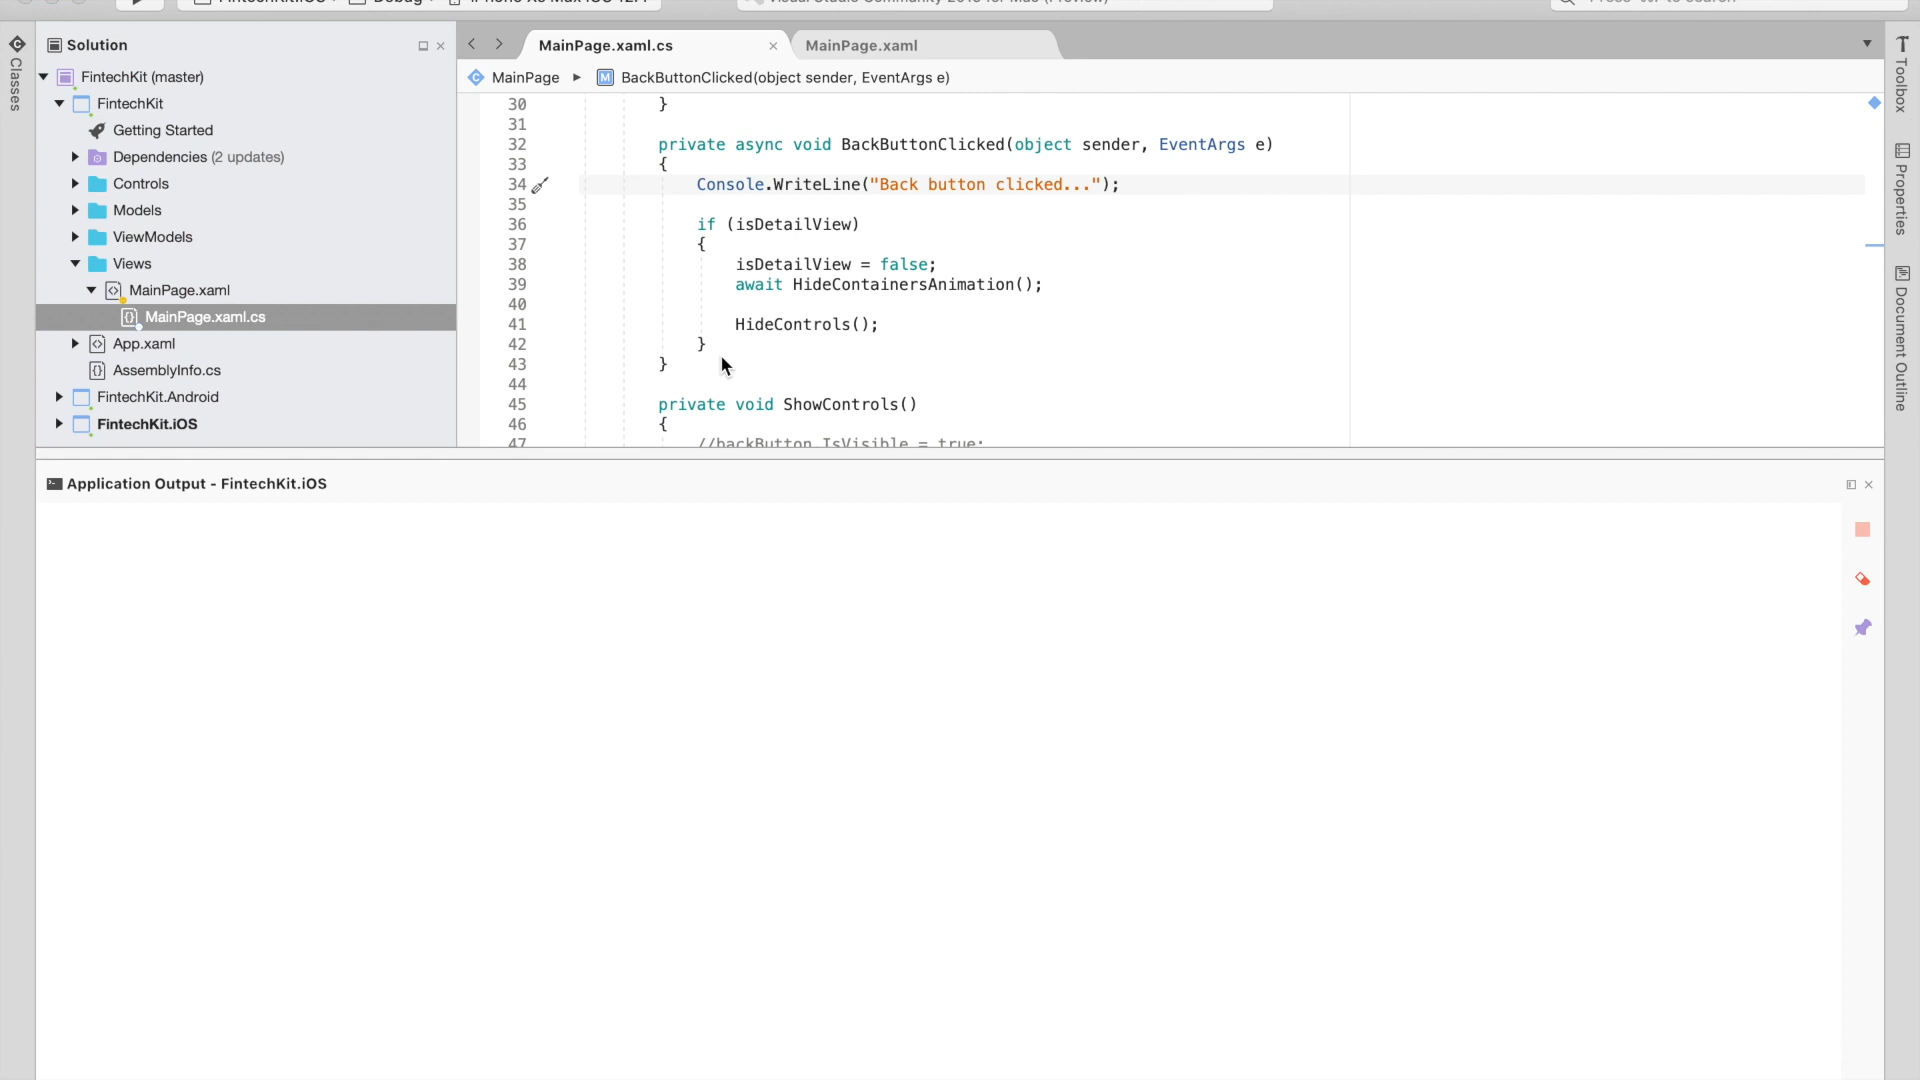 Classes
Solution
FintechKit (master)
FintechKit
Getting Started
Dependencies (2 updates)
Controls
Models
ViewModels
Views
MainPage.xaml
MainPage.xaml.cs
App.xaml
AssemblyInfo.cs
FintechKit.Android
FintechKit.iOS
MainPage.xaml.cs
MainPage.xaml
MainPage
M BackButtonClicked(object sender, EventArgs e)
30 }
31
32 private async void BackButtonClicked(object sender, EventArgs e)
33 {
34 Console.WriteLine("Back button clicked...");
35
36 if (isDetailView)
37 {
38 isDetailView = false;
39 await HideContainersAnimation();
40
41 HideControls();
42 }
43 }
44
45 private void ShowControls()
46 {
47 //backButton.IsVisible = true;
Toolbox
Properties
Document Outline
Application Output - FintechKit.iOS